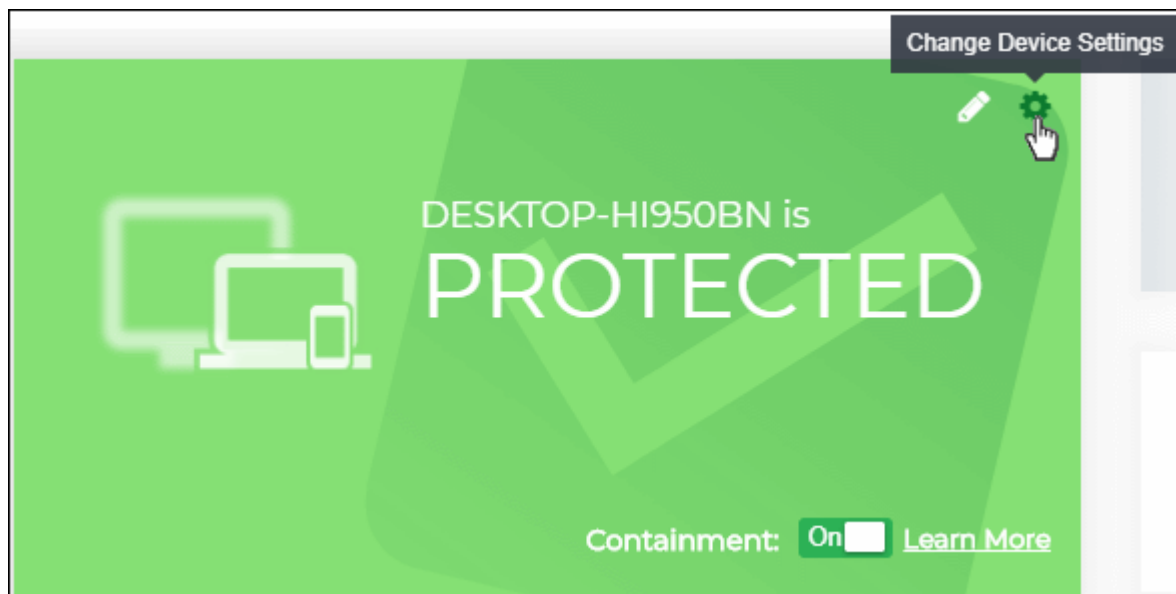 Change Device Settings
DESKTOP-HI950BN is
PROTECTED
Containment: On Learn More